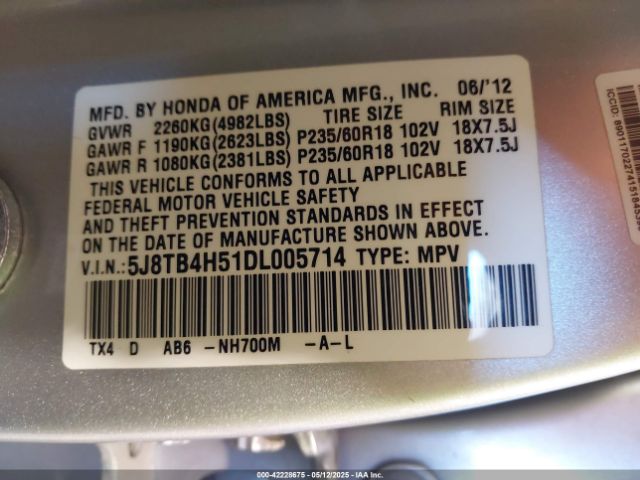 MFD. BY HONDA OF AMERICA MFG., INC. 06/'12
GVWR 2260KG(4982LBS) TIRE SIZE RIM SIZE
GAWR F 1190KG(2623LBS) P235/60R18 102V 18X7.5J
GAWR R 1080KG(2381LBS) P235/60R18 102V 18X7.5J
THIS VEHICLE CONFORMS TO ALL APPLICABLE
FEDERAL MOTOR VEHICLE SAFETY
AND THEFT PREVENTION STANDARDS IN EFFECT
ON THE DATE OF MANUFACTURE SHOWN ABOVE.
V.I.N.: 5J8TB4H51DL005714 TYPE: MPV
TX4 D AB6 -NH700M -A-L
ICCID:
000-42228675 - 05/12/2025 - IAA Inc.